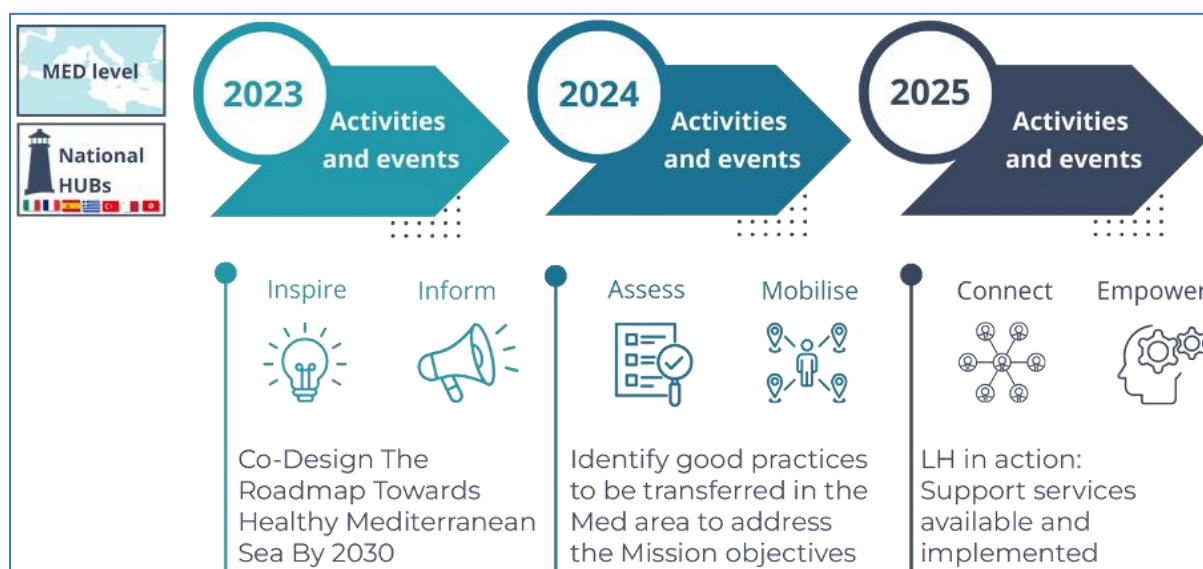 MED level
National
HUBs
2023
Activities
and events
2024
Activities
and events
2025
Activities
and events
Inspire
Inform
Co-Design The
Roadmap Towards
Healthy Mediterranean
Sea By 2030
Assess
Mobilise
Identify good practices
to be transferred in the
Med area to address
the Mission objectives
Connect
Empower
LH in action:
Support services
available and
implemented